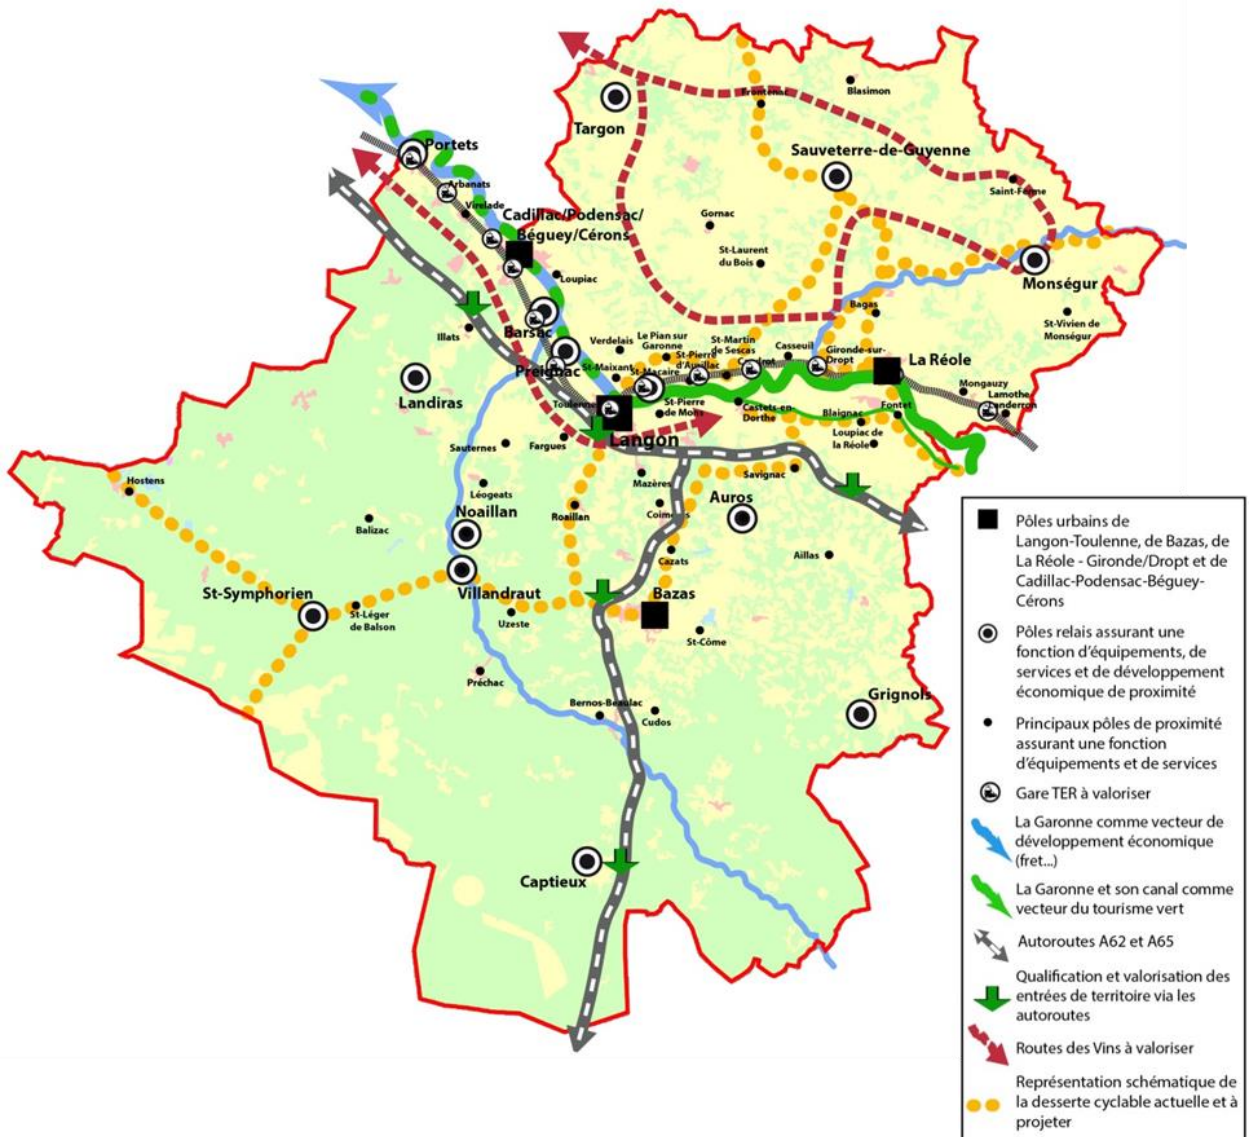 Blasimon
Frontenac
Targon
Sauveterre-de-Guyenne
Portets
Arbanats
Saint-Ferme
Virelade
Cadillac/Podensac/
Béguey/Cérons
Gornac
St-Laurent
du Bois
Loupiac
Monségur
Bagas
St-Vivien de
Monségur
Illats
Barsac
Verdelais
Le Pian sur
Garonne
St-Martin
de Sescas
Casseuil
Gironde-sur-
Dropt
La Réole
St-Pierre
d'Aurillac
Caudrot
Preignac
St-Maixant
St-Macaire
Landiras
Mongauzy
Lamothe
Landerron
Toulenne
St-Pierre
de Mons
Castets-en-
Dorthe
Blaignac
Fontet
Loupiac de
la Réole
Langon
Sauternes
Fargues
Mazères
Savignac
Hostens
Léogeats
Auros
Noaillan
Roaillan
Coimères
Balizac
Aillas
Cazats
St-Symphorien
Villandraut
Bazas
St-Léger
de Balson
Uzeste
St-Côme
Préchac
Grignols
Bernos-Beaulac
Cudos
Captieux
Pôles urbains de
Langon-Toulenne, de Bazas, de
La Réole - Gironde/Dropt et de
Cadillac-Podensac-Béguey-
Cérons
Pôles relais assurant une
fonction d'équipements, de
services et de développement
économique de proximité
Principaux pôles de proximité
assurant une fonction
d'équipements et de services
Gare TER à valoriser
La Garonne comme vecteur de
développement économique
(fret...)
La Garonne et son canal comme
vecteur du tourisme vert
Autoroutes A62 et A65
Qualification et valorisation des
entrées de territoire via les
autoroutes
Routes des Vins à valoriser
Représentation schématique de
la desserte cyclable actuelle et à
projeter